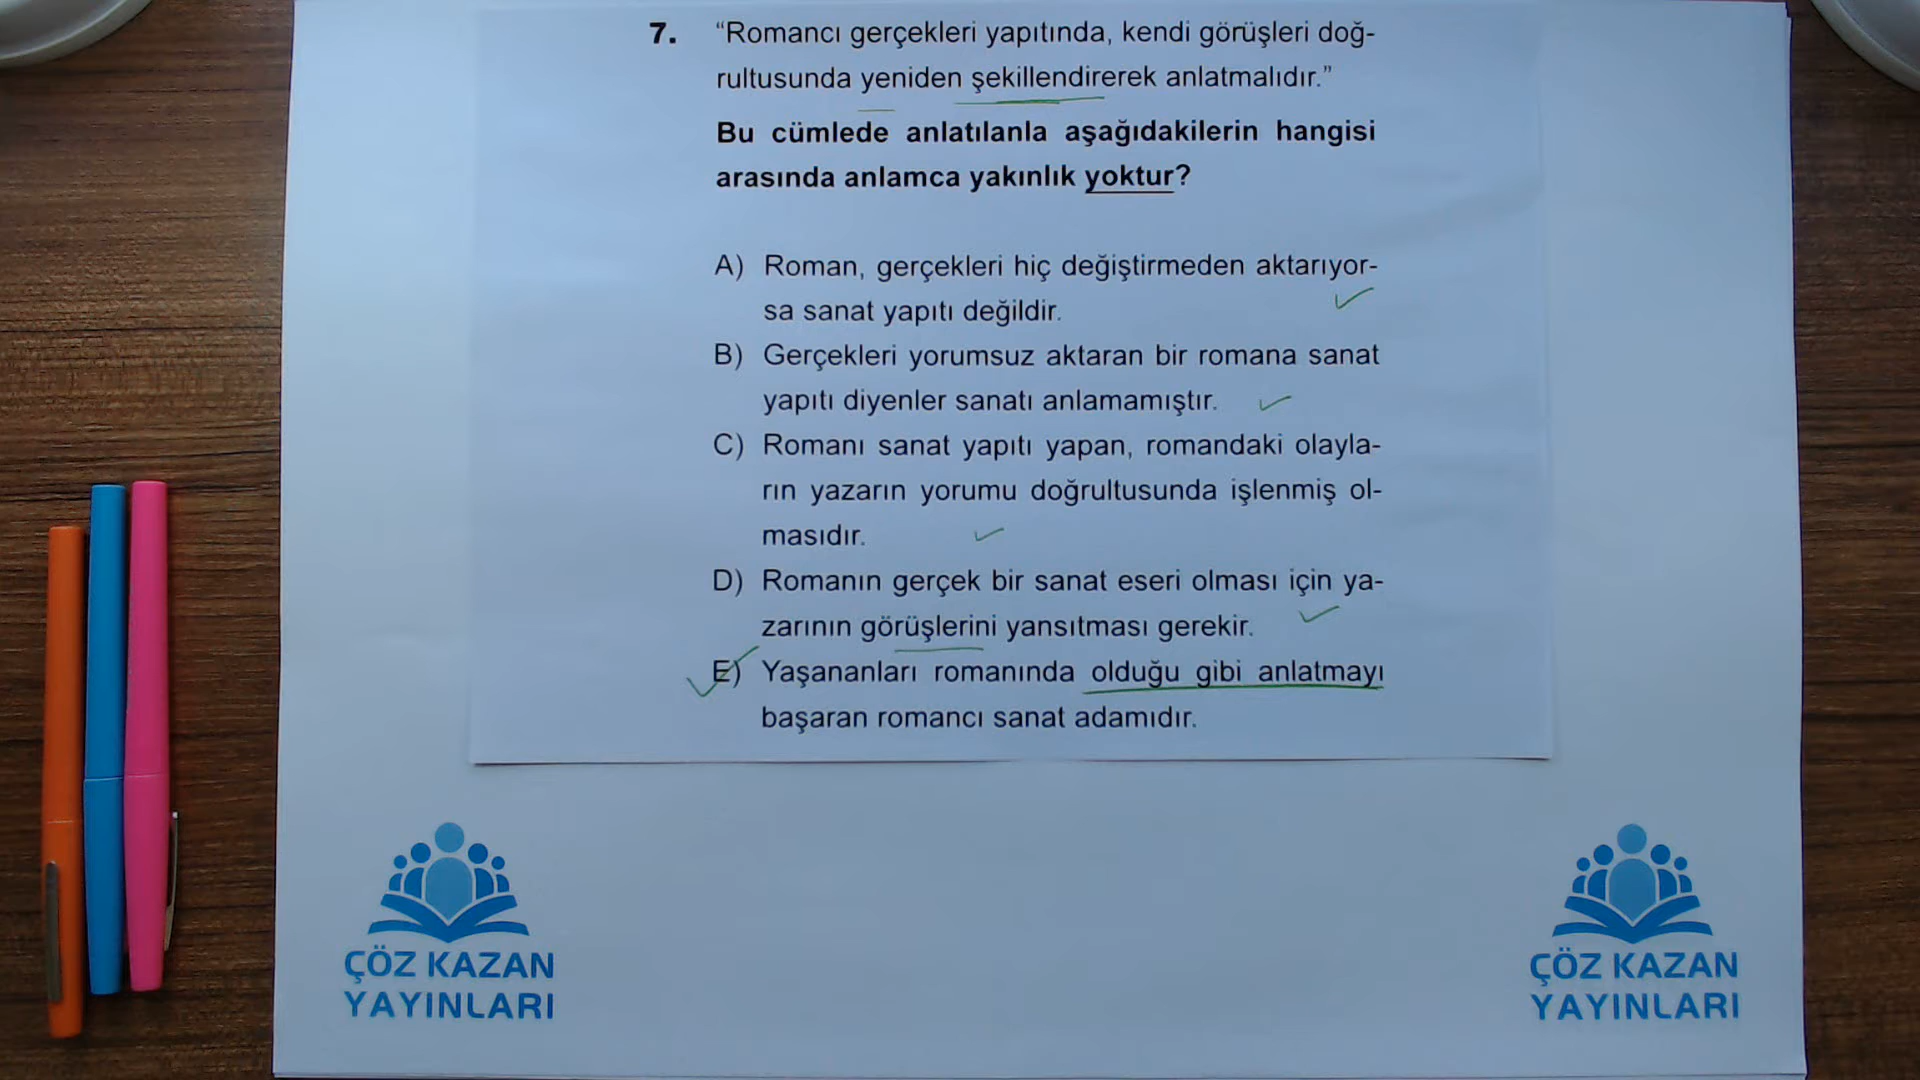 7. “Romancı gerçekleri yapıtında, kendi görüşleri doğ-
rultusunda yeniden şekillendirerek anlatmalıdır.”
Bu cümlede anlatılanla aşağıdakilerin hangisi
arasında anlamca yakınlık yoktur?
A) Roman, gerçekleri hiç değiştirmeden aktarıyor-
sa sanat yapıtı değildir.
B) Gerçekleri yorumsuz aktaran bir romana sanat
yapıtı diyenler sanatı anlamamıştır.
C) Romanı sanat yapıtı yapan, romandaki olayla-
rın yazarın yorumu doğrultusunda işlenmiş ol-
masıdır.
D) Romanın gerçek bir sanat eseri olması için ya-
zarının görüşlerini yansıtması gerekir.
E) Yaşananları romanında olduğu gibi anlatmayı
başaran romancı sanat adamıdır.
ÇÖZ KAZAN
YAYINLARI
ÇÖZ KAZAN
YAYINLARI